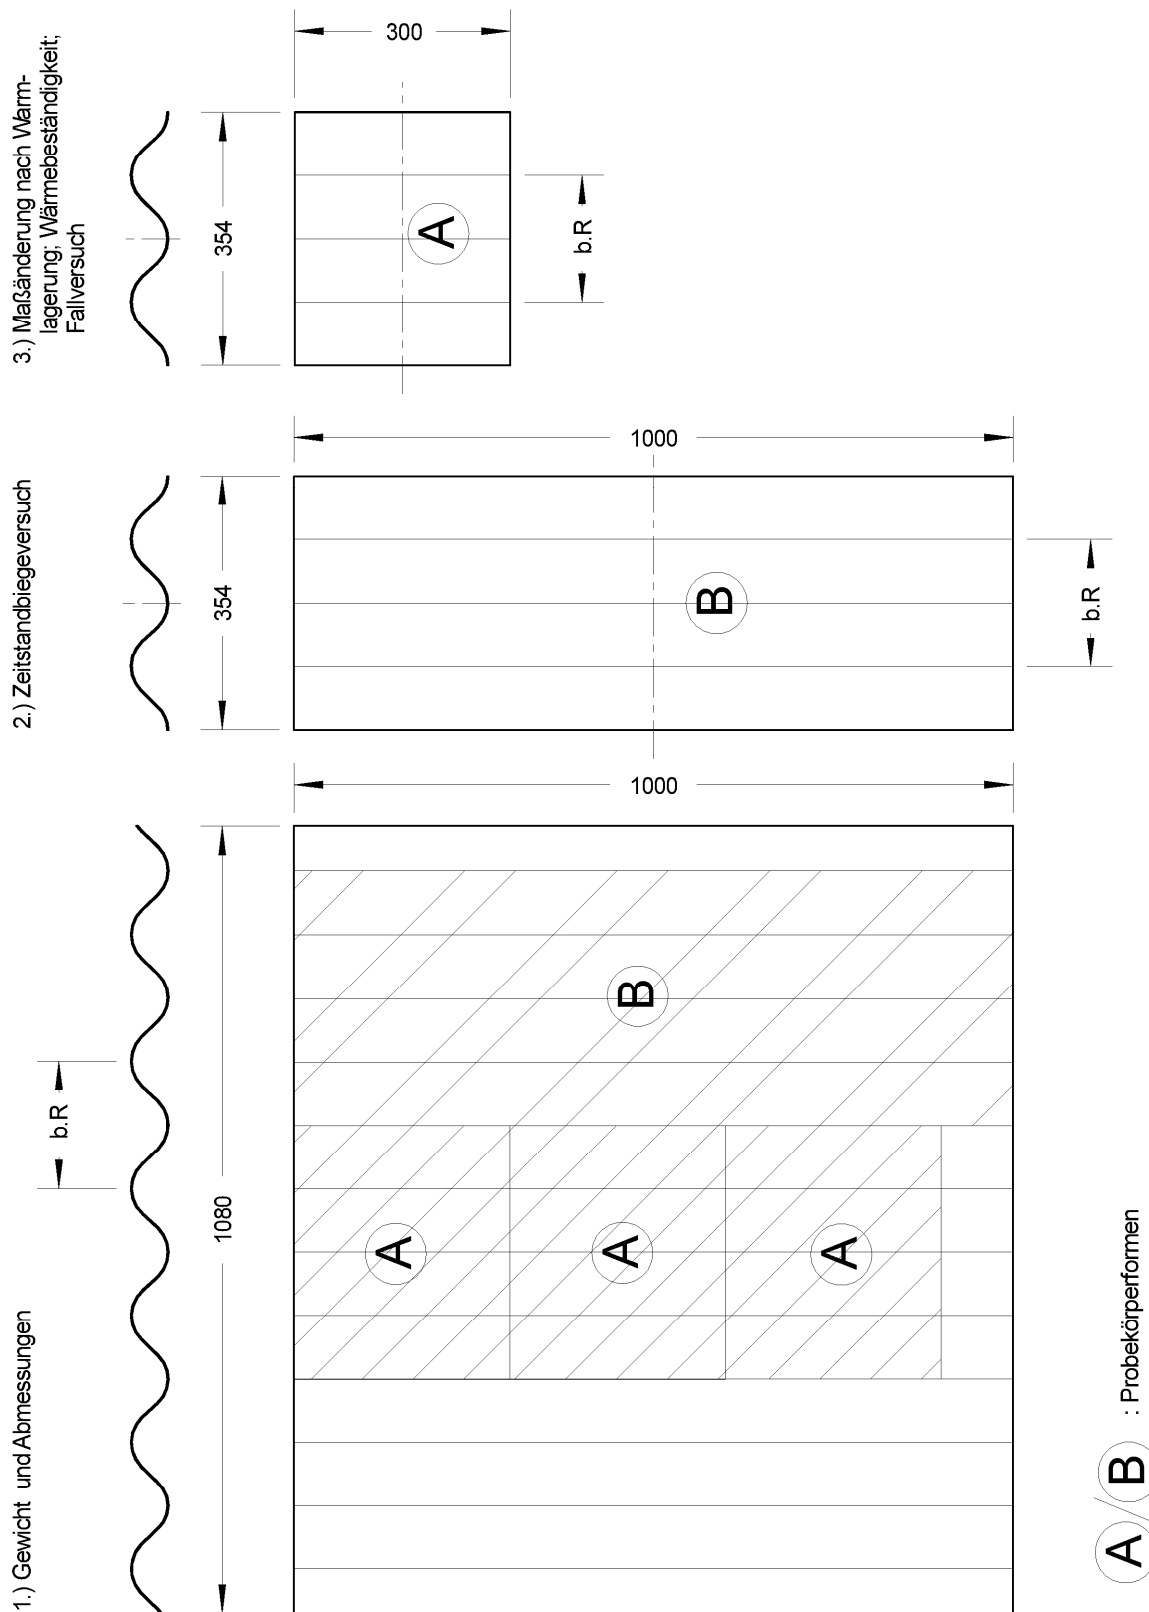 1.) Gewicht und Abmessungen
b.R
1080
1000
A
A
A
B
2.) Zeitstandbiegeversuch
354
1000
B
b.R
3.) Maßänderung nach Warm-
lagerung; Wärmebeständigkeit;
Fallversuch
354
300
A
b.R
A/B : Probekörperformen